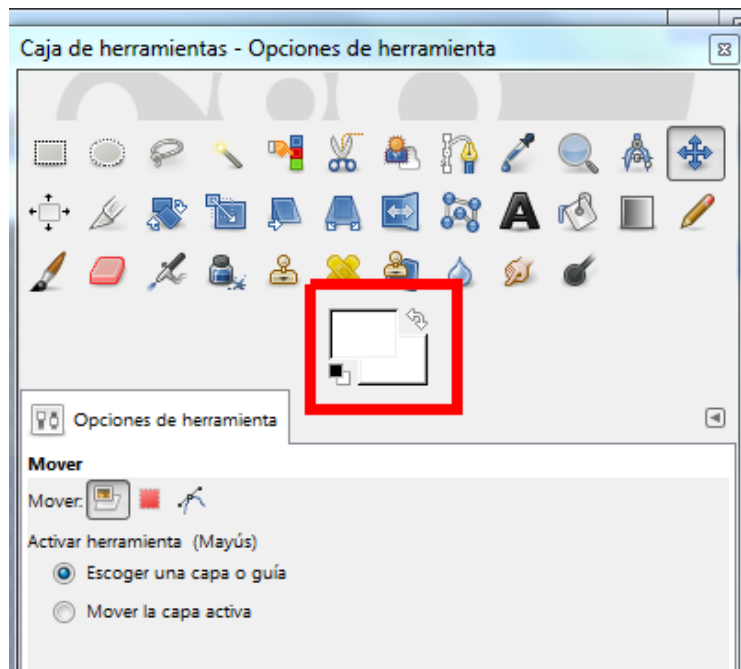 Caja de herramientas - Opciones de herramienta
Opciones de herramienta
Mover
Mover:
Activar herramienta (Mayús)
Escoger una capa o guía
Mover la capa activa